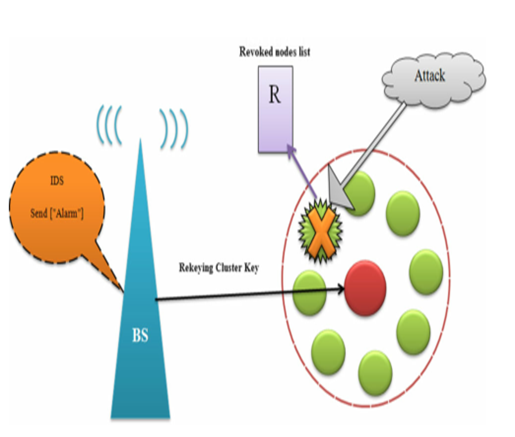 Revoked nodes list
R
Attack
IDS
Send ["Alarm"]
Rekeying Cluster Key
BS
X